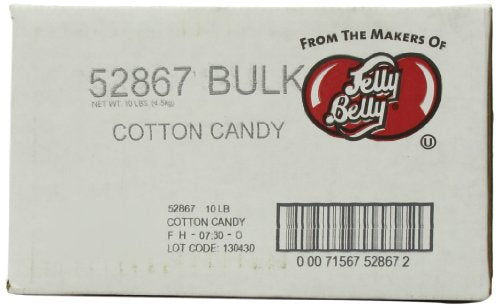 FROM THE MAKERS OF
Jelly
Belly
U
52867 BULK
NET WT. 10 LBS (4.5kg)
COTTON CANDY
52867 10 LB
COTTON CANDY
F H - 07:30 - O
LOT CODE: 130430
0 00 71567 52867 2